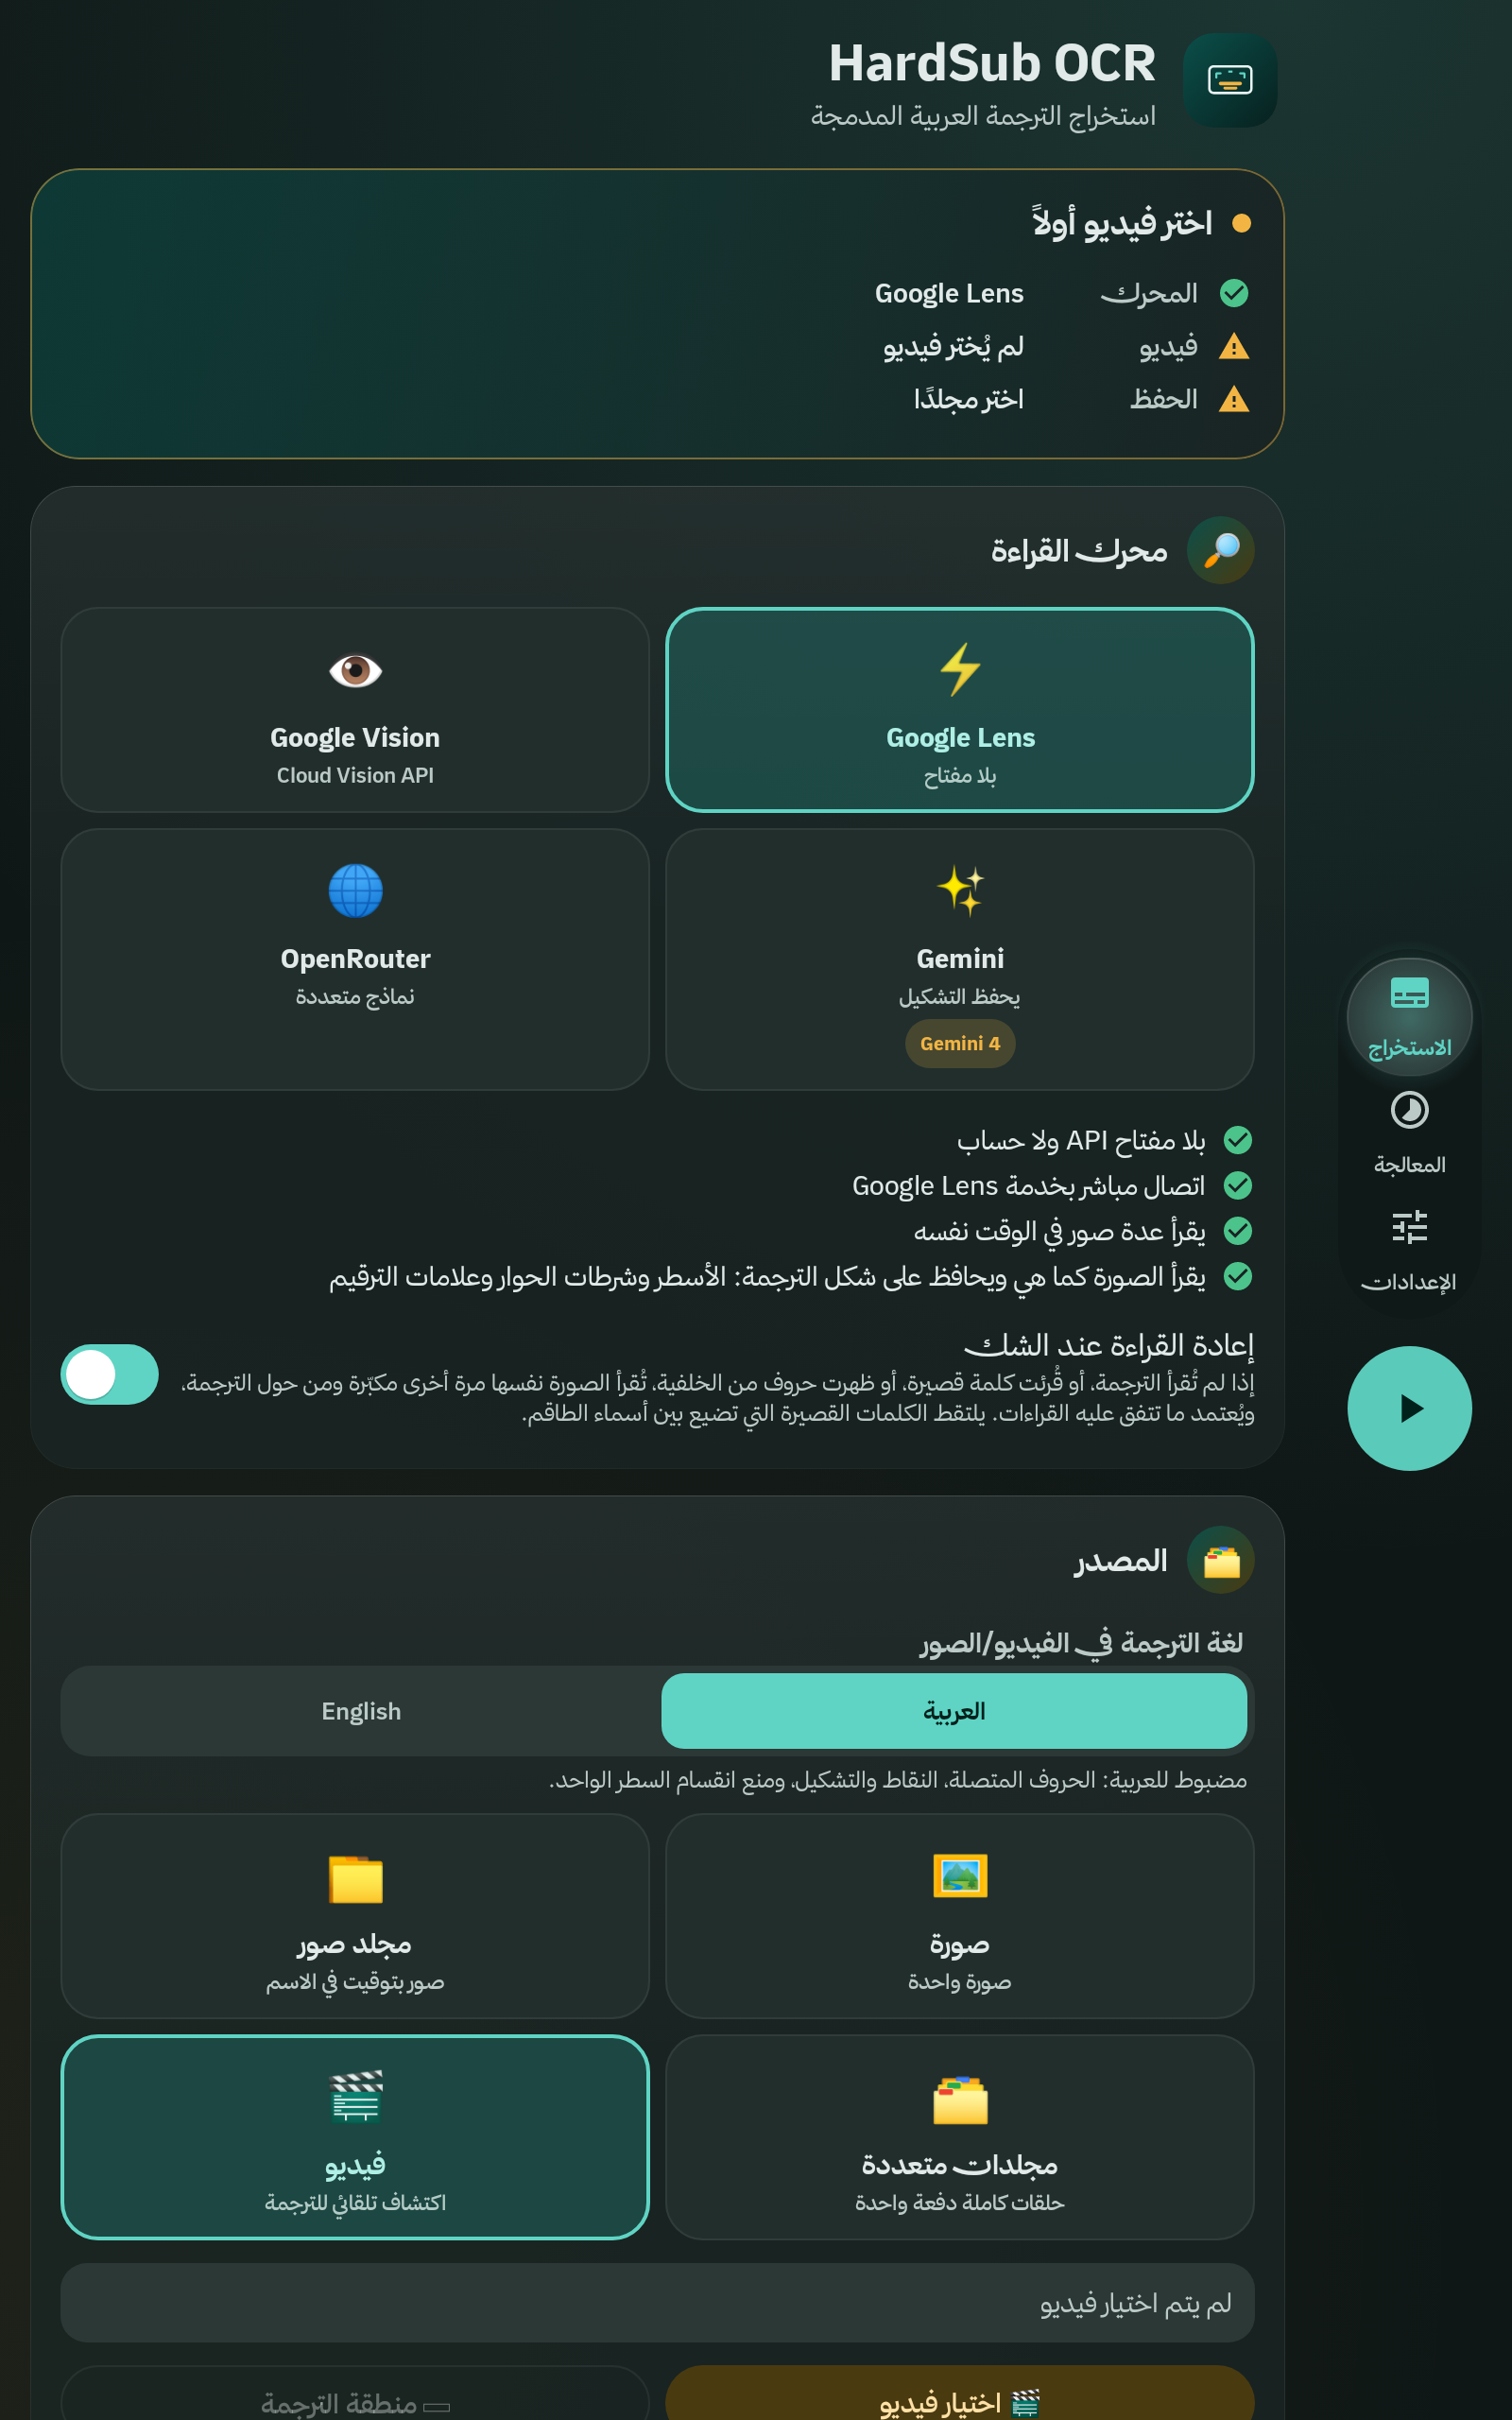 HardSub OCR
استخراج الترجمة العربية المدمجة
اختر فيديو أولاً
المحرك Google Lens
فيديو لم يُختر فيديو
الحفظ اختر مجلدًا
محرك القراءة
Google Lens
بلا مفتاح
Google Vision
Cloud Vision API
Gemini
يحفظ التشكيل
Gemini 4
OpenRouter
نماذج متعددة
بلا مفتاح API ولا حساب
اتصال مباشر بخدمة Google Lens
يقرأ عدة صور في الوقت نفسه
يقرأ الصورة كما هي ويحافظ على شكل الترجمة: الأسطر وشرطات الحوار وعلامات الترقيم
إعادة القراءة عند الشك
إذا لم تُقرأ الترجمة، أو قُرئت كلمة قصيرة، أو ظهرت حروف من الخلفية، تُقرأ الصورة نفسها مرة أخرى مكبّرة ومن حول الترجمة،
ويُعتمد ما تتفق عليه القراءات. يلتقط الكلمات القصيرة التي تضيع بين أسماء الطاقم.
الاستخراج
المعالجة
الإعدادات
المصدر
لغة الترجمة في الفيديو/الصور
العربية
English
مضبوط للعربية: الحروف المتصلة، النقاط والتشكيل، ومنع انقسام السطر الواحد.
صورة
صورة واحدة
مجلد صور
صور بتوقيت في الاسم
مجلدات متعددة
حلقات كاملة دفعة واحدة
فيديو
اكتشاف تلقائي للترجمة
لم يتم اختيار فيديو
اختيار فيديو
منطقة الترجمة